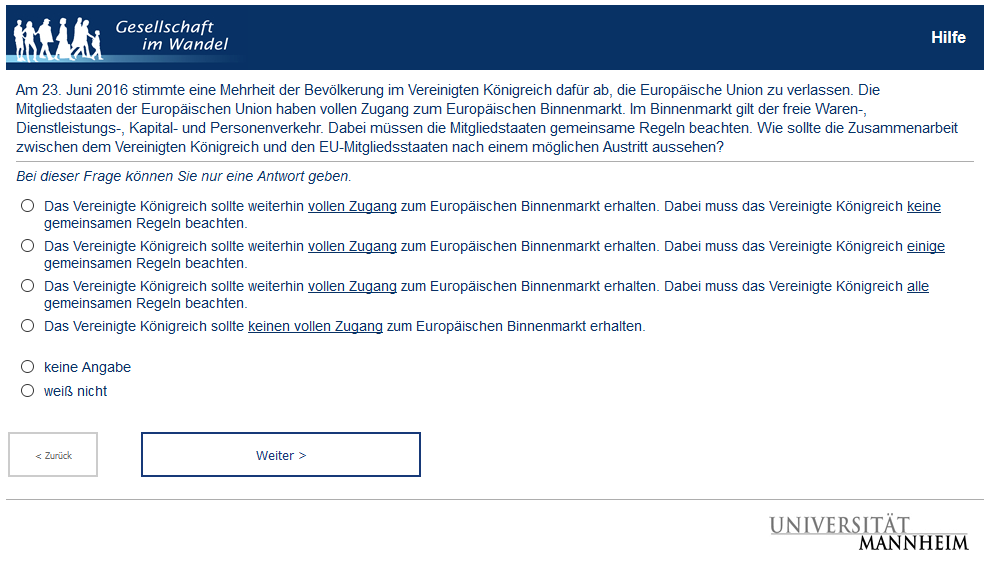 Gesellschaft
im Wandel
Hilfe
Am 23. Juni 2016 stimmte eine Mehrheit der Bevölkerung im Vereinigten Königreich dafür ab, die Europäische Union zu verlassen. Die
Mitgliedstaaten der Europäischen Union haben vollen Zugang zum Europäischen Binnenmarkt. Im Binnenmarkt gilt der freie Waren-,
Dienstleistungs-, Kapital- und Personenverkehr. Dabei müssen die Mitgliedstaaten gemeinsame Regeln beachten. Wie sollte die Zusammenarbeit
zwischen dem Vereinigten Königreich und den EU-Mitgliedsstaaten nach einem möglichen Austritt aussehen?
Bei dieser Frage können Sie nur eine Antwort geben.
Das Vereinigte Königreich sollte weiterhin vollen Zugang zum Europäischen Binnenmarkt erhalten. Dabei muss das Vereinigte Königreich keine
gemeinsamen Regeln beachten.
Das Vereinigte Königreich sollte weiterhin vollen Zugang zum Europäischen Binnenmarkt erhalten. Dabei muss das Vereinigte Königreich einige
gemeinsamen Regeln beachten.
Das Vereinigte Königreich sollte weiterhin vollen Zugang zum Europäischen Binnenmarkt erhalten. Dabei muss das Vereinigte Königreich alle
gemeinsamen Regeln beachten.
Das Vereinigte Königreich sollte keinen vollen Zugang zum Europäischen Binnenmarkt erhalten.
keine Angabe
weiß nicht
< Zurück
Weiter >
UNIVERSITÄT
MANNHEIM